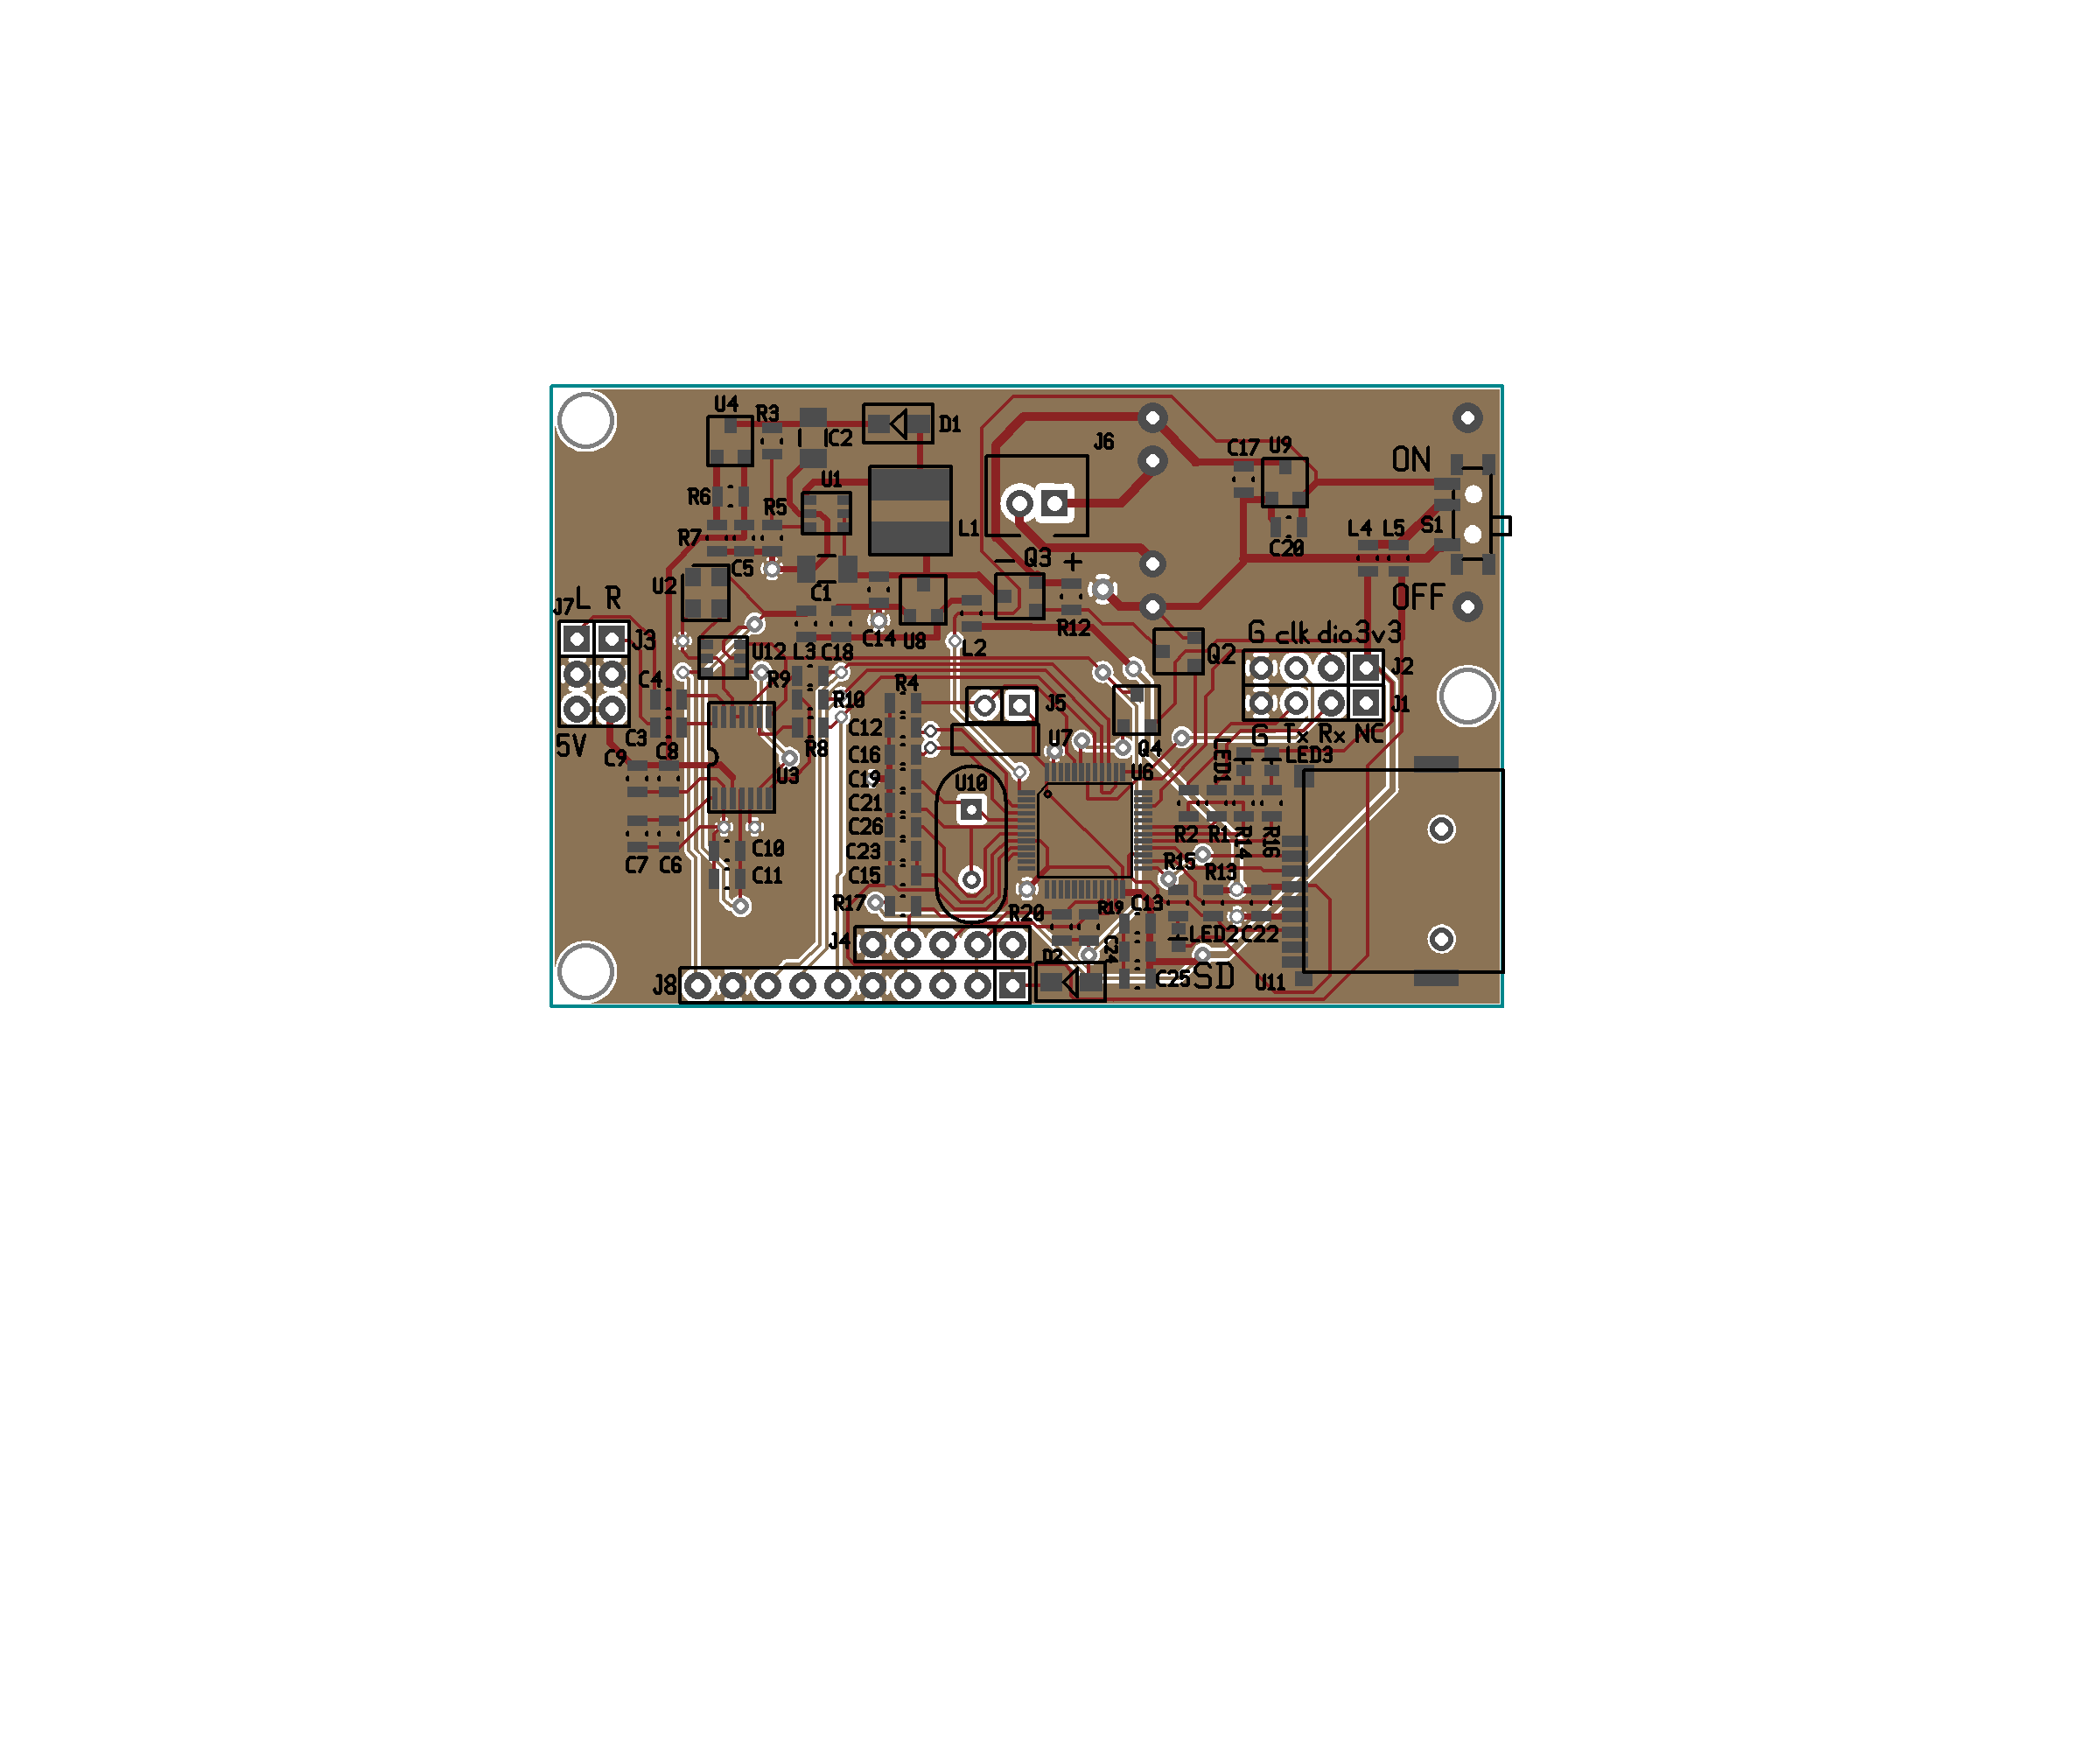 U4 R3 C2 D1
J6 C17 U9 ON
R6 U1 R5 L1
R7 C20 L4 L5 S1
C5 - Q3 +
U2 C1 OFF
J7 L R
J3 C14 U8 L2 R12 Q2 G clk dio 3v3
U12 L3 C18 J2
C4 R9 R10 R4 J5 J1
C3 C12 U7 Q4 G Tx Rx NC
5V C9 C8 R8 C16 LED1 LED3
U3 C19 U10 U6
C21
C26 R2 R1 R14 R16
C7 C6 C10 C23 R15
C11 C15 R13
R17 R20 R19 C13
J4 D2 C24 LED2 C22
J8 C25 SD U11